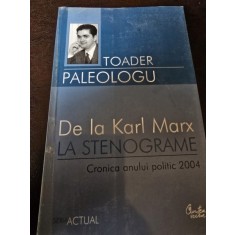 TOADER
PALEOLOGU
De la Karl Marx
LA STENOGRAME
Cronica anului politic 2004
ACTUAL